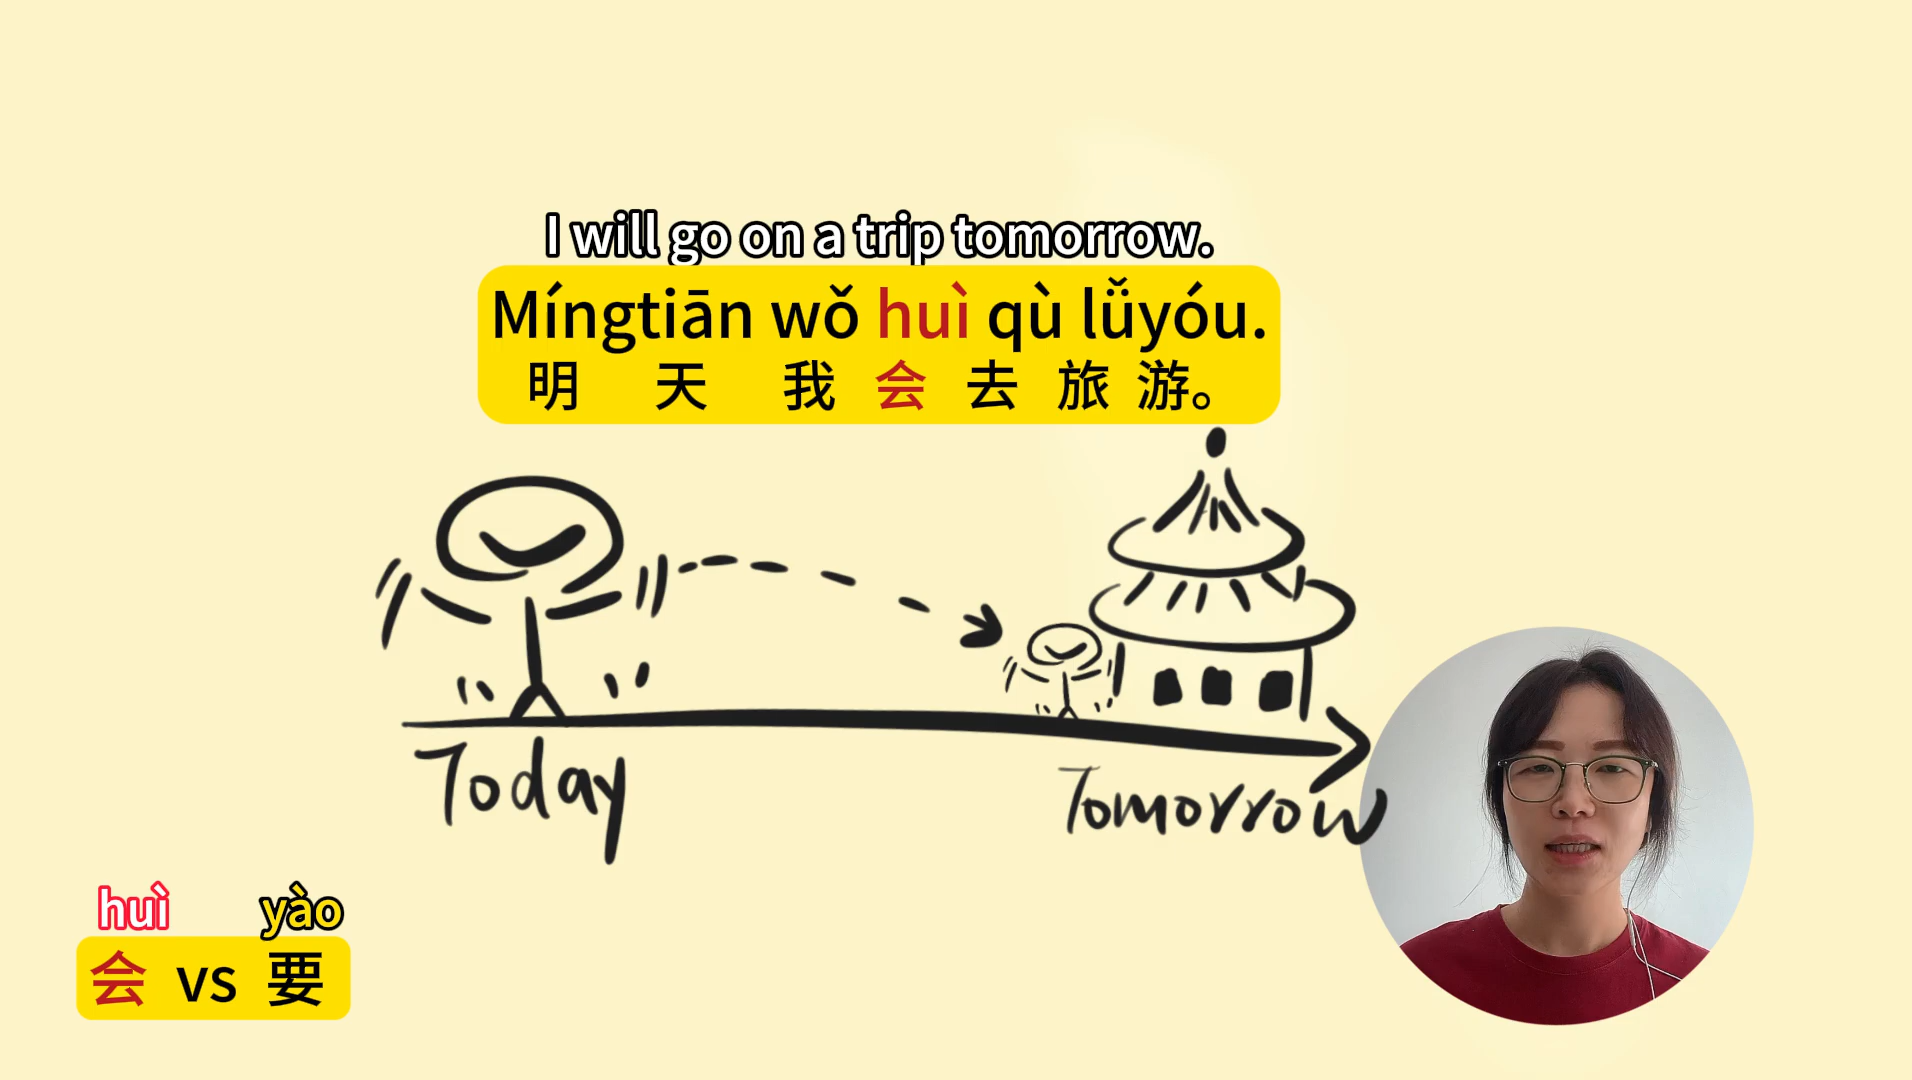 I will go on a trip tomorrow.
Míngtiān wǒ huì qù lǚyóu.
明天我会去旅游。
Today
Tomorrow
huì yào
会 vs 要